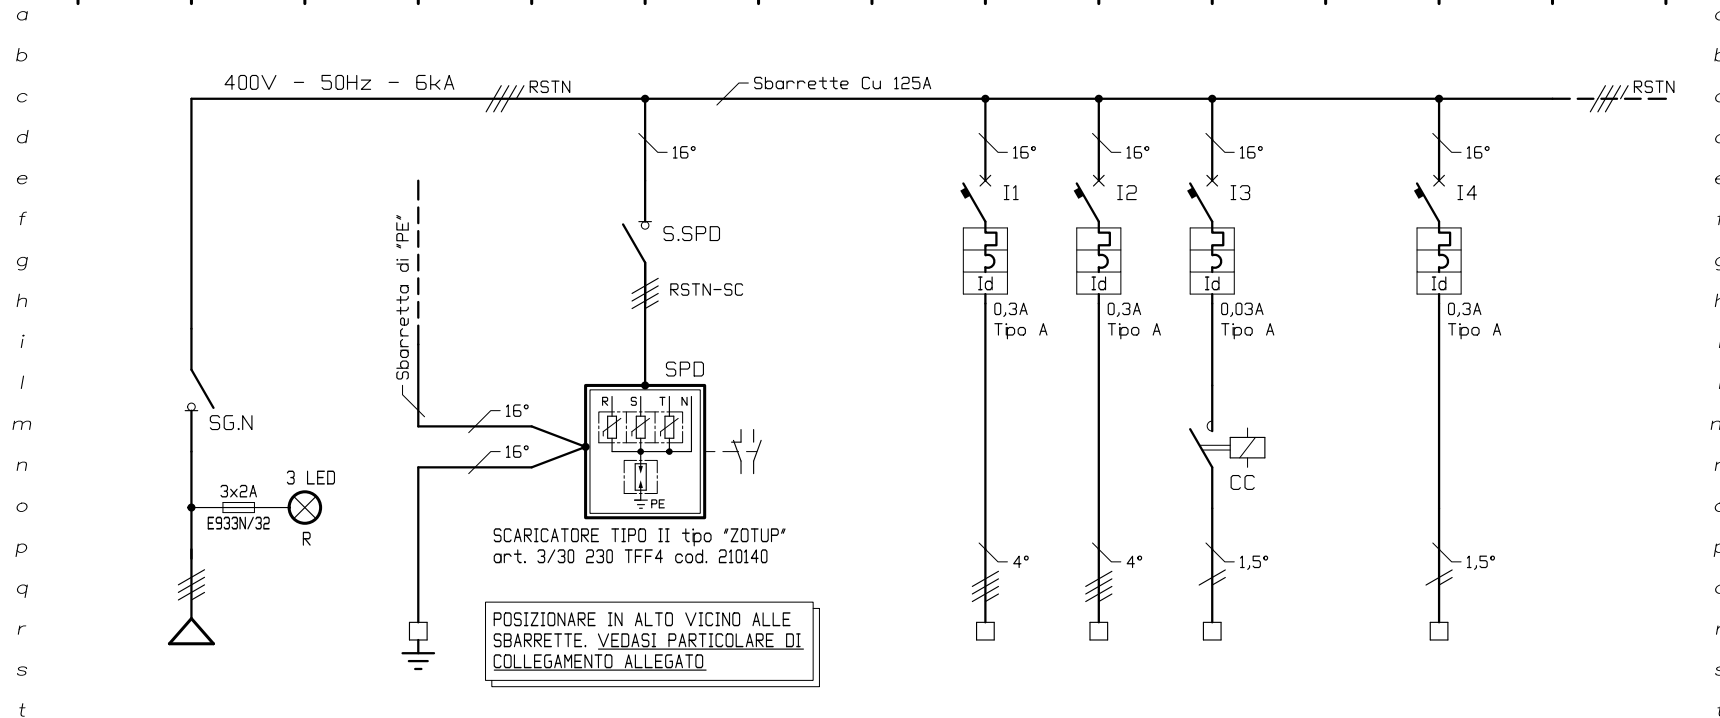 a
b
c
d
e
f
g
h
i
l
m
n
o
p
q
r
s
t
400V - 50Hz - 6kA
RSTN
Sbarrette Cu 125A
RSTN
16°
16°
16°
16°
16°
I1
I2
I3
I4
S.SPD
Sbarretta di "PE"
RSTN-SC
Id
Id
Id
Id
0,3A
Tipo A
0,3A
Tipo A
0,03A
Tipo A
0,3A
Tipo A
SPD
R S T N
PE
16°
16°
SG.N
CC
3 LED
3x2A
E933N/32
R
SCARICATORE TIPO II tipo "ZOTUP"
art. 3/30 230 TFF4 cod. 210140
4°
4°
1,5°
1,5°
POSIZIONARE IN ALTO VICINO ALLE
SBARRETTE. VEDASI PARTICOLARE DI
COLLEGAMENTO ALLEGATO